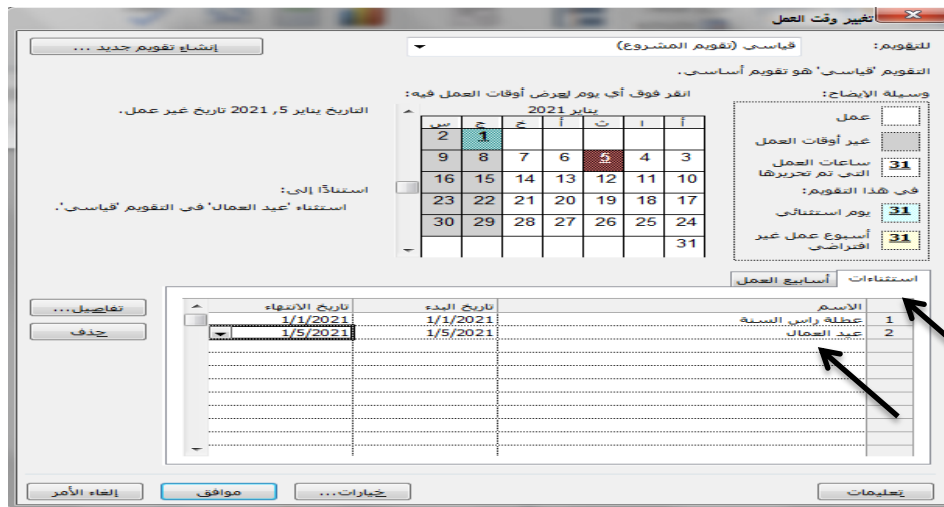 تغيير وقت العمل
للتقويم: قياسي (تقويم المشروع)
إنشاء تقويم جديد ...
التقويم 'قياسي' هو تقويم أساسي.
وسيلة الإيضاح:
عمل
غير أوقات العمل
31 ساعات العمل التي تم تحريرها
في هذا التقويم:
31 يوم استثنائي
31 أسبوع عمل غير افتراضي
انقر فوق أي يوم لعرض أوقات العمل فيه:
يناير 2021
أ ا ث أ خ ج س
1 2
3 4 5 6 7 8 9
10 11 12 13 14 15 16
17 18 19 20 21 22 23
24 25 26 27 28 29 30
31
التاريخ يناير 5, 2021 تاريخ غير عمل.
استنادًا إلى:
استثناء 'عيد العمال' في التقويم 'قياسي'.
استثناءات أسابيع العمل
الاسم تاريخ البدء تاريخ الانتهاء
1 عطلة راس السنة 1/1/2021 1/1/2021
2 عيد العمال 1/5/2021 1/5/2021
تفاصيل...
حذف
تعليمات خيارات... موافق إلغاء الأمر